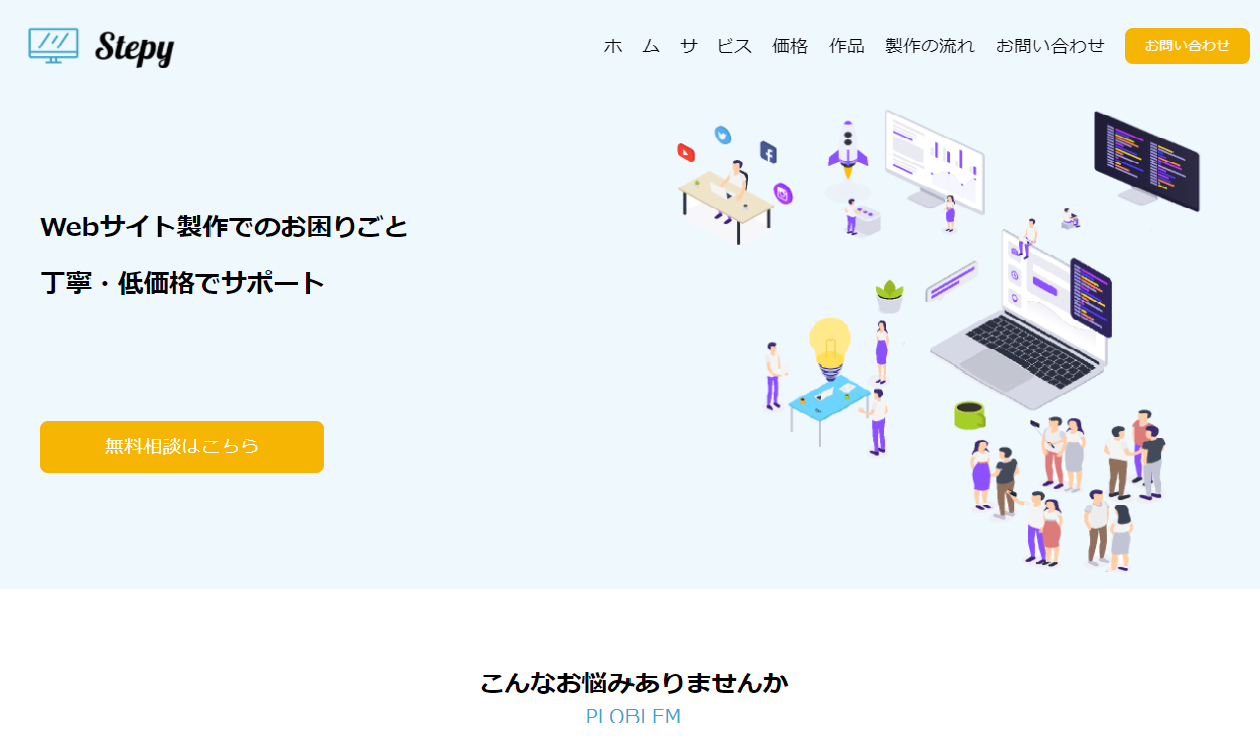 Stepy
ホ ム サ ビス 価格 作品 製作の流れ お問い合わせ お問い合わせ
Webサイト製作でのお困りごと
丁寧・低価格でサポート
無料相談はこちら
こんなお悩みありませんか
PLOBLEM